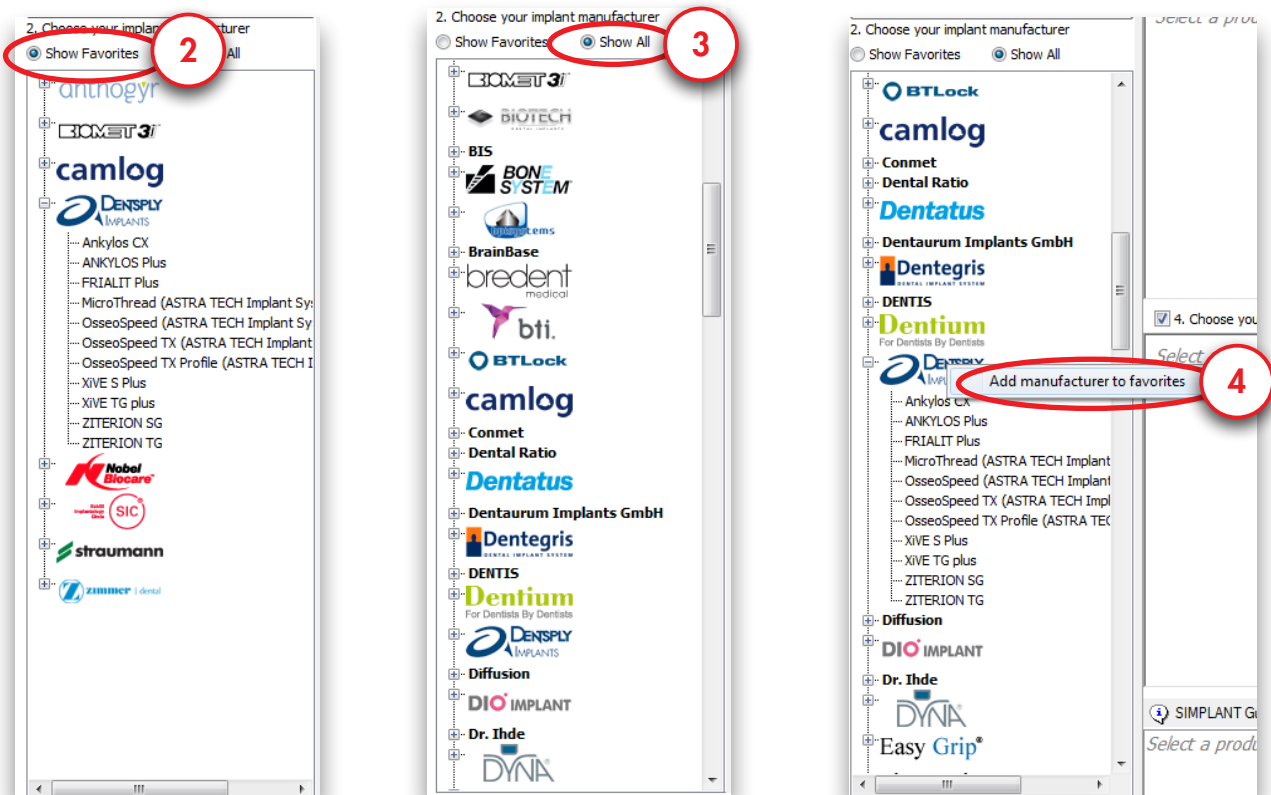 2. Choose your implan turer
Show Favorites
2
All
anthogyr
BIOMET 3i
camlog
DENTSPLY
IMPLANTS
Ankylos CX
ANKYLOS Plus
FRIALIT Plus
MicroThread (ASTRA TECH Implant Sy
OsseoSpeed (ASTRA TECH Implant Sy
OsseoSpeed TX (ASTRA TECH Implant
OsseoSpeed TX Profile (ASTRA TECH I
XiVE S Plus
XiVE TG plus
ZITERION SG
ZITERION TG
Nobel
Biocare™
SIC
straumann
zimmer | dental
2. Choose your implant manufacturer
Show Favorites
Show All
3
BIOMET 3i
BIOTECH
DENTAL IMPLANTS
BIS
BONE
SYSTEM
tems
BrainBase
bredent
medical
bti.
BTLock
camlog
Conmet
Dental Ratio
Dentatus
Dentaurum Implants GmbH
Dentegris
DENTAL IMPLANT SYSTEM
DENTIS
Dentium
For Dentists By Dentists
DENTSPLY
IMPLANTS
Diffusion
DIO IMPLANT
Dr. Ihde
DYNA
2. Choose your implant manufacturer
Show Favorites
Show All
BTLock
camlog
Conmet
Dental Ratio
Dentatus
Dentaurum Implants GmbH
Dentegris
DENTAL IMPLANT SYSTEM
DENTIS
Dentium
For Dentists By Dentists
DENTSPLY
IMPL
Add manufacturer to favorites
4
Ankylos CX
ANKYLOS Plus
FRIALIT Plus
MicroThread (ASTRA TECH Implant
OsseoSpeed (ASTRA TECH Implant
OsseoSpeed TX (ASTRA TECH Impl
OsseoSpeed TX Profile (ASTRA TEC
XiVE S Plus
XiVE TG plus
ZITERION SG
ZITERION TG
Diffusion
DIO IMPLANT
Dr. Ihde
DYNA
Easy Grip®
Select a produ
4. Choose you
Select
SIMPLANT Gu
Select a produ